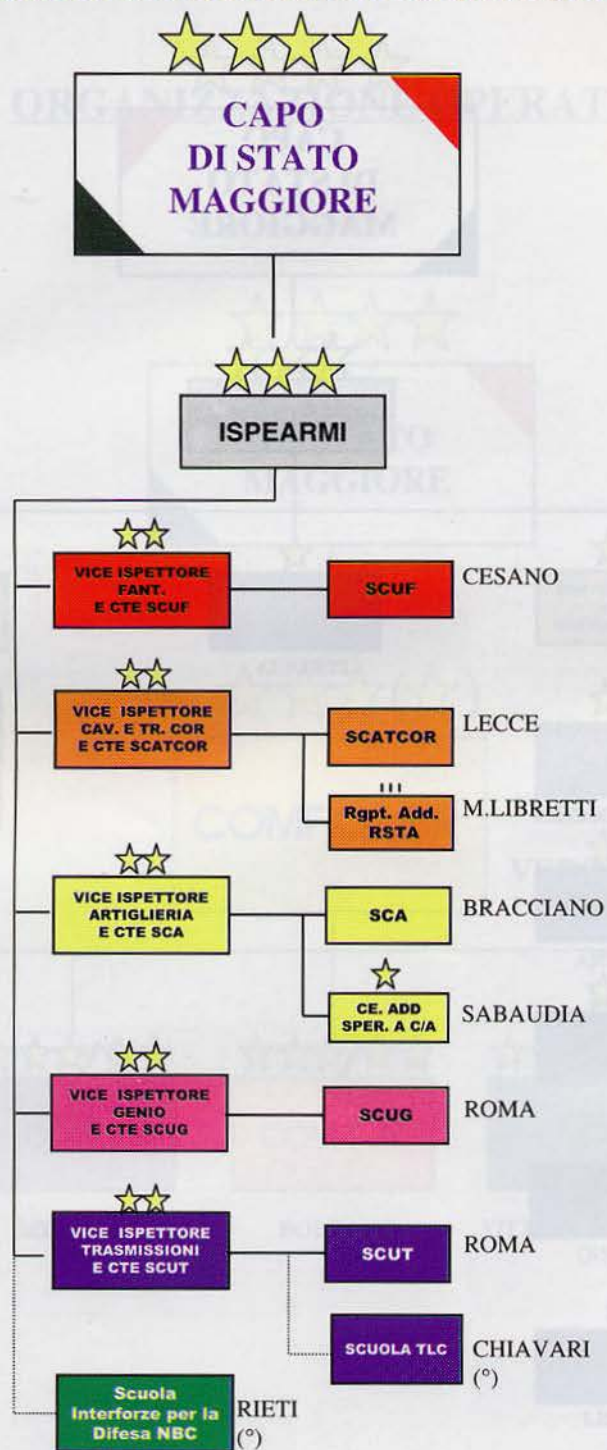 CAPO
DI STATO
MAGGIORE
ISPEARMI
VICE ISPETTORE
FANT.
E CTE SCUF
SCUF
CESANO
VICE ISPETTORE
CAV. E TR. COR
E CTE SCATCOR
SCATCOR
LECCE
Rgpt. Add.
RSTA
M.LIBRETTI
VICE ISPETTORE
ARTIGLIERIA
E CTE SCA
SCA
BRACCIANO
CE. ADD
SPER. A C/A
SABAUDIA
VICE ISPETTORE
GENIO
E CTE SCUG
SCUG
ROMA
VICE ISPETTORE
TRASMISSIONI
E CTE SCUT
SCUT
ROMA
SCUOLA TLC
CHIAVARI
(°)
Scuola
Interforze per la
Difesa NBC
RIETI
(°)